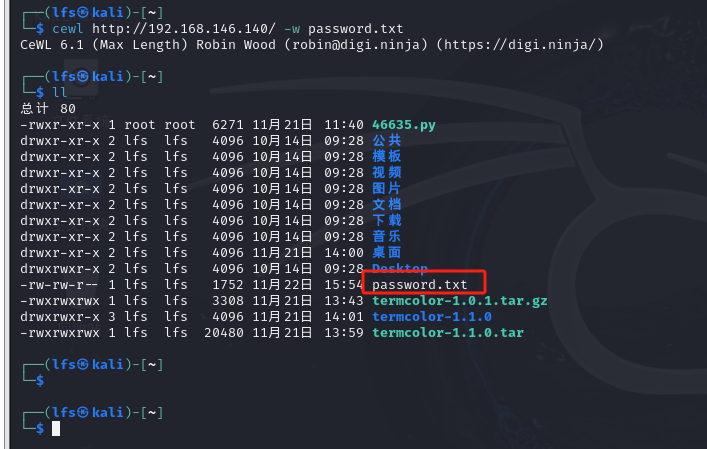 ┌──(lfs㉿kali)-[~]
└─$ cewl http://192.168.146.140/ -w password.txt
CeWL 6.1 (Max Length) Robin Wood (robin@digi.ninja) (https://digi.ninja/)
┌──(lfs㉿kali)-[~]
└─$ ll
总计 80
-rwxr-xr-x 1 root root  6271 11月21日 11:40 46635.py
drwxr-xr-x 2 lfs  lfs   4096 10月14日 09:28 公共
drwxr-xr-x 2 lfs  lfs   4096 10月14日 09:28 模板
drwxr-xr-x 2 lfs  lfs   4096 10月14日 09:28 视频
drwxr-xr-x 2 lfs  lfs   4096 10月14日 09:28 图片
drwxr-xr-x 2 lfs  lfs   4096 10月14日 09:28 文档
drwxr-xr-x 2 lfs  lfs   4096 10月14日 09:28 下载
drwxr-xr-x 2 lfs  lfs   4096 10月14日 09:28 音乐
drwxr-xr-x 2 lfs  lfs   4096 11月21日 14:00 桌面
drwxrwxr-x 2 lfs  lfs   4096 10月14日 09:28 Desktop
-rw-rw-r-- 1 lfs  lfs   1752 11月22日 15:54 password.txt
-rwxrwxrwx 1 lfs  lfs   3308 11月21日 13:43 termcolor-1.0.1.tar.gz
drwxrwxr-x 3 lfs  lfs   4096 11月21日 14:01 termcolor-1.1.0
-rwxrwxrwx 1 lfs  lfs  20480 11月21日 13:59 termcolor-1.1.0.tar
┌──(lfs㉿kali)-[~]
└─$
┌──(lfs㉿kali)-[~]
└─$